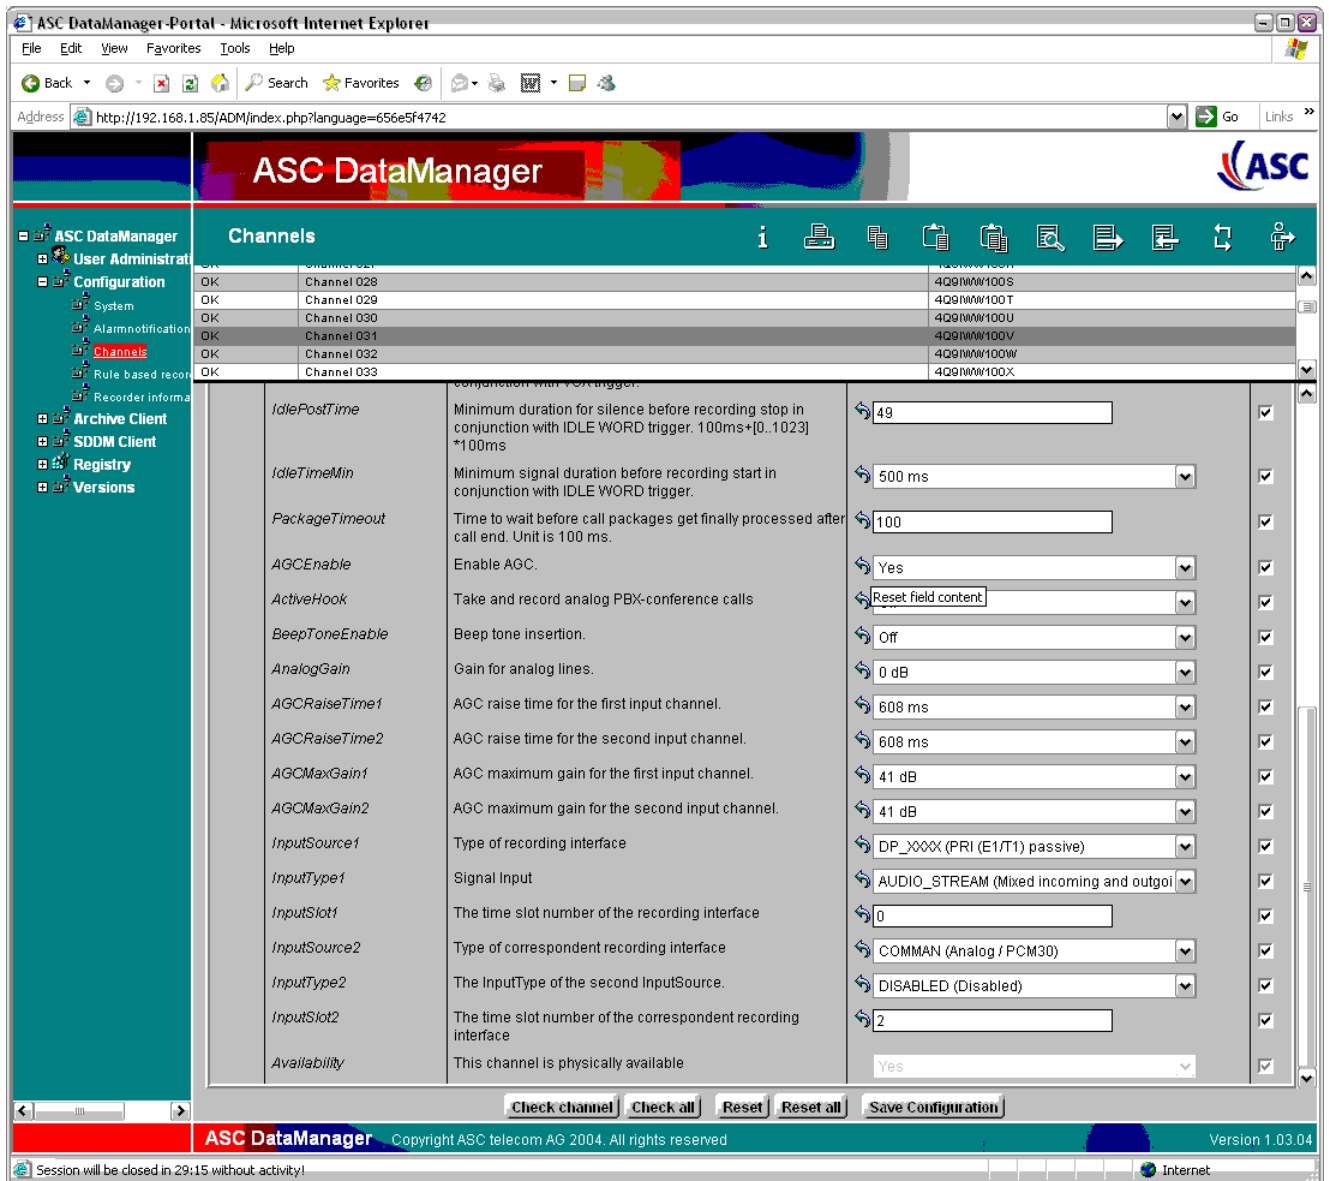 ASC DataManager-Portal - Microsoft Internet Explorer
File Edit View Favorites Tools Help
Back Search Favorites
Address http://192.168.1.85/ADM/index.php?language=656e5f4742 Go Links »
ASC DataManager
ASC
ASC DataManager
User Administrati
Configuration
System
Alarmnotification
Channels
Rule based recor
Recorder informa
Archive Client
SDDM Client
Registry
Versions
Channels
OK Channel 028 4Q9IWW100S
OK Channel 029 4Q9IWW100T
OK Channel 030 4Q9IWW100U
OK Channel 031 4Q9IWW100V
OK Channel 032 4Q9IWW100W
OK Channel 033 4Q9IWW100X
conjunction with VOX trigger.
IdlePostTime Minimum duration for silence before recording stop in 49
conjunction with IDLE WORD trigger. 100ms+[0..1023]
*100ms
IdleTimeMin Minimum signal duration before recording start in 500 ms
conjunction with IDLE WORD trigger.
PackageTimeout Time to wait before call packages get finally processed after 100
call end. Unit is 100 ms.
AGCEnable Enable AGC. Yes
ActiveHook Take and record analog PBX-conference calls Reset field content
BeepToneEnable Beep tone insertion. Off
AnalogGain Gain for analog lines. 0 dB
AGCRaiseTime1 AGC raise time for the first input channel. 608 ms
AGCRaiseTime2 AGC raise time for the second input channel. 608 ms
AGCMaxGain1 AGC maximum gain for the first input channel. 41 dB
AGCMaxGain2 AGC maximum gain for the second input channel. 41 dB
InputSource1 Type of recording interface DP_XXXX (PRI (E1/T1) passive)
InputType1 Signal Input AUDIO_STREAM (Mixed incoming and outgoi
InputSlot1 The time slot number of the recording interface 0
InputSource2 Type of correspondent recording interface COMMAN (Analog / PCM30)
InputType2 The InputType of the second InputSource. DISABLED (Disabled)
InputSlot2 The time slot number of the correspondent recording 2
interface
Availability This channel is physically available Yes
Check channel Check all Reset Reset all Save Configuration
ASC DataManager Copyright ASC telecom AG 2004. All rights reserved Version 1.03.04
Session will be closed in 29:15 without activity! Internet